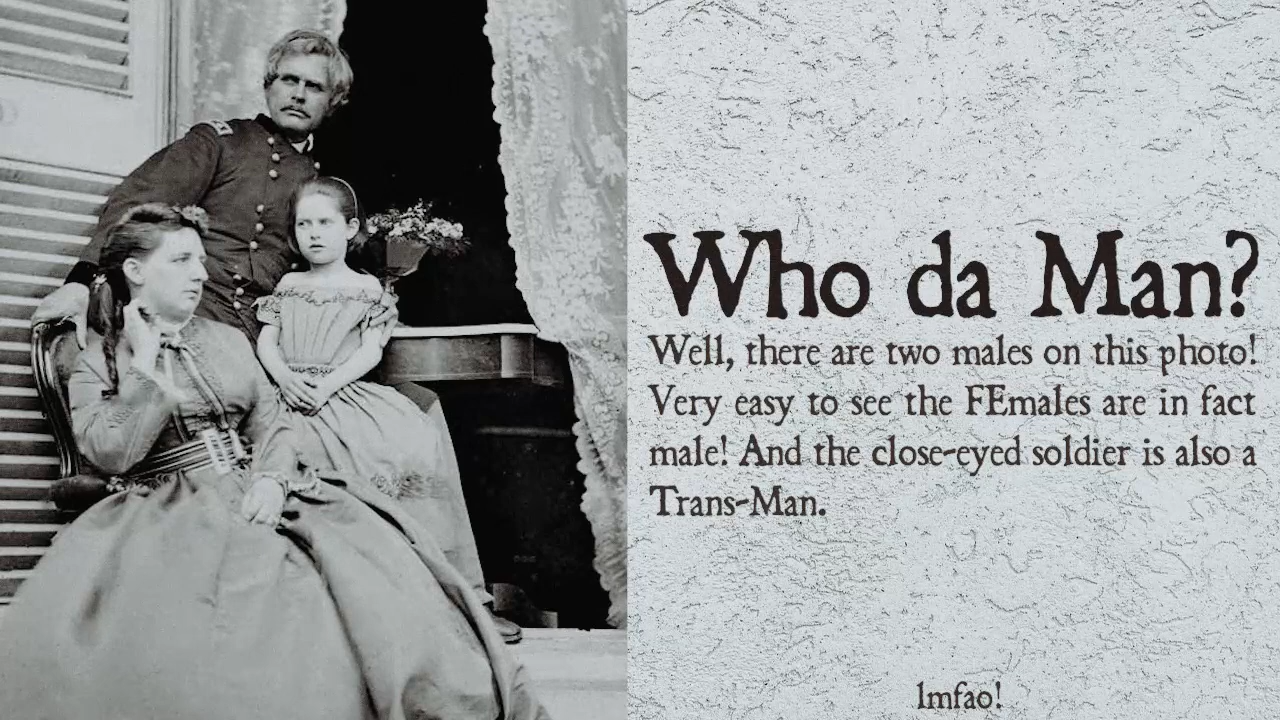 Who da Man?
Well, there are two males on this photo!
Very easy to see the FEmales are in fact
male! And the close-eyed soldier is also a
Trans-Man.
lmfao!